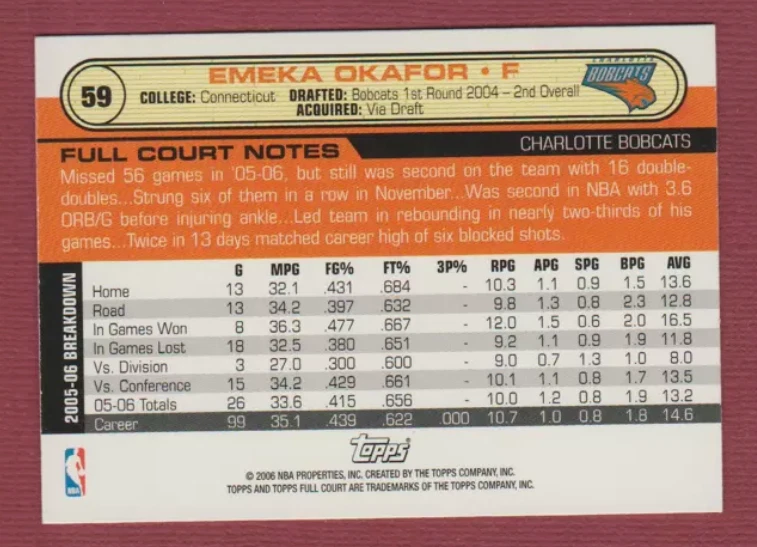 EMEKA OKAFOR • F
59
COLLEGE: Connecticut DRAFTED: Bobcats 1st Round 2004 – 2nd Overall
ACQUIRED: Via Draft
CHARLOTTE
BOBCATS
FULL COURT NOTES
CHARLOTTE BOBCATS
Missed 56 games in '05-06, but still was second on the team with 16 double-
doubles...Strung six of them in a row in November...Was second in NBA with 3.6
ORB/G before injuring ankle...Led team in rebounding in nearly two-thirds of his
games...Twice in 13 days matched career high of six blocked shots.
2005-06 BREAKDOWN
G MPG FG% FT% 3P% RPG APG SPG BPG AVG
Home 13 32.1 .431 .684 - 10.3 1.1 0.9 1.5 13.6
Road 13 34.2 .397 .632 - 9.8 1.3 0.8 2.3 12.8
In Games Won 8 36.3 .477 .667 - 12.0 1.5 0.6 2.0 16.5
In Games Lost 18 32.5 .380 .651 - 9.2 1.1 0.9 1.9 11.8
Vs. Division 3 27.0 .300 .600 - 9.0 0.7 1.3 1.0 8.0
Vs. Conference 15 34.2 .429 .661 - 10.1 1.1 0.8 1.7 13.5
05-06 Totals 26 33.6 .415 .656 - 10.0 1.2 0.8 1.9 13.2
Career 99 35.1 .439 .622 .000 10.7 1.0 0.8 1.8 14.6
Topps
NBA
© 2006 NBA PROPERTIES, INC. CREATED BY THE TOPPS COMPANY, INC.
TOPPS AND TOPPS FULL COURT ARE TRADEMARKS OF THE TOPPS COMPANY, INC.